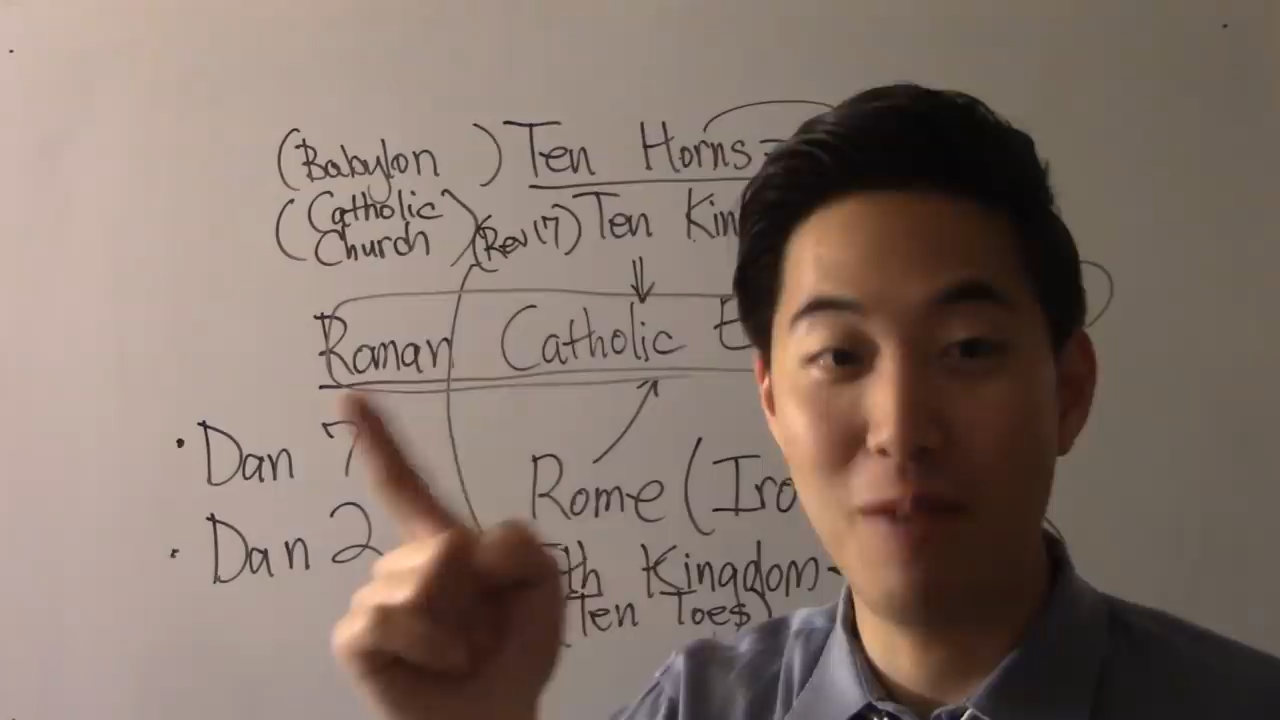 (Babylon ) Ten Horns =
(Catholic Church) (Rev 17) Ten Kin
Roman Catholic E
• Dan 7
Rome (Iro
• Dan 2
th Kingdom -
(Ten Toes)